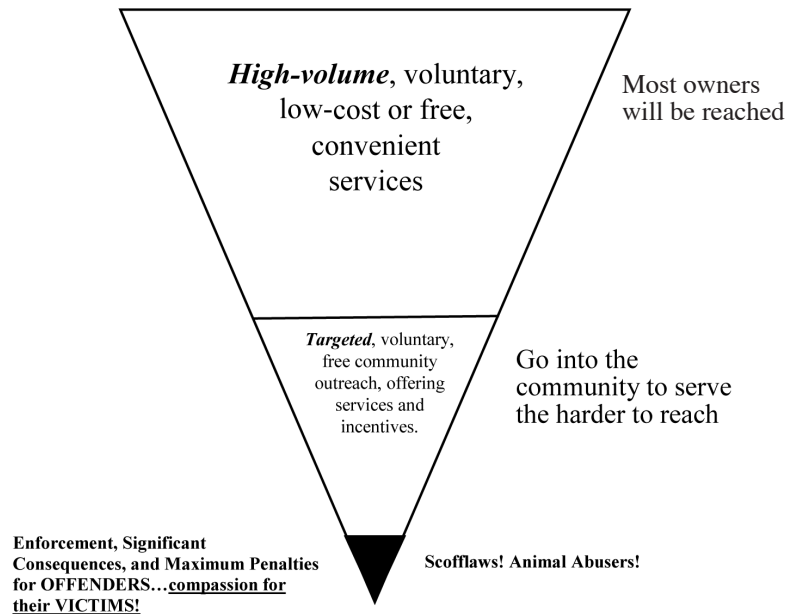 High-volume, voluntary,
low-cost or free,
convenient
services
Most owners
will be reached
Targeted, voluntary,
free community
outreach, offering
services and
incentives.
Go into the
community to serve
the harder to reach
Enforcement, Significant
Consequences, and Maximum Penalties
for OFFENDERS…compassion for
their VICTIMS!
Scofflaws! Animal Abusers!